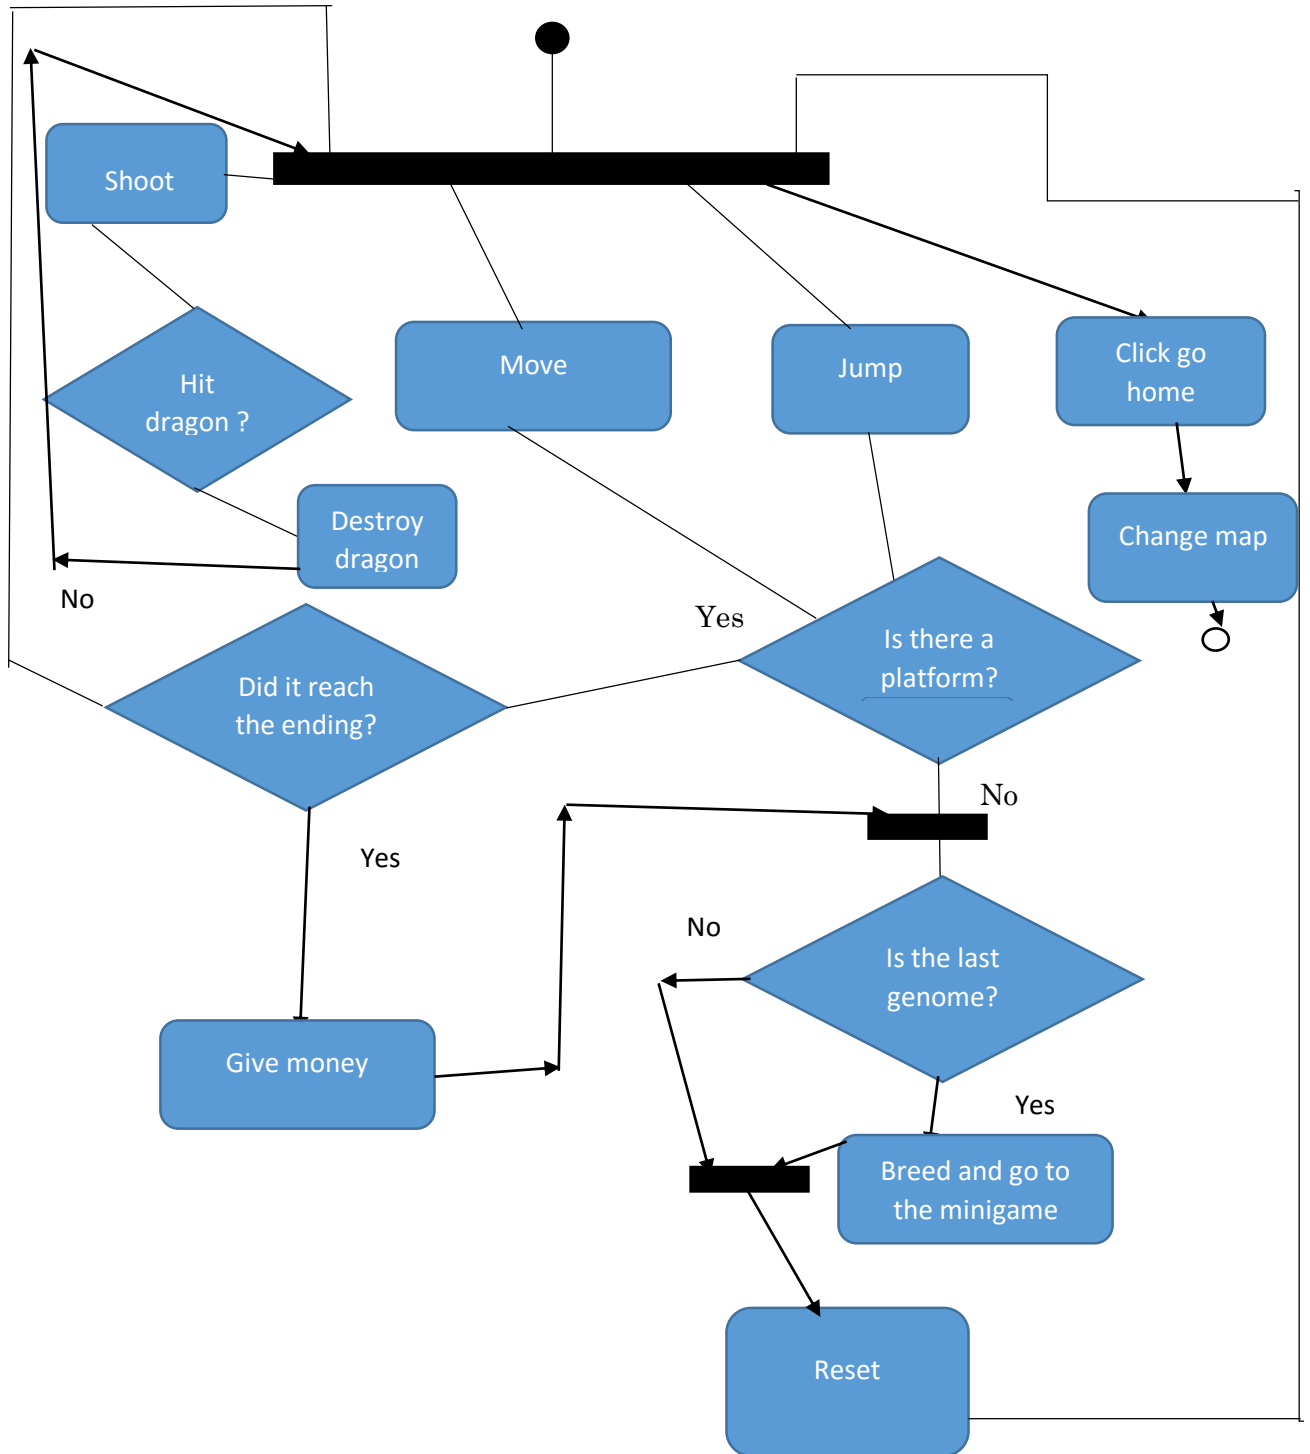 Shoot
Hit
dragon ?
Move
Jump
Click go
home
Destroy
dragon
Change map
No
Yes
Is there a
platform?
Did it reach
the ending?
No
Yes
No
Is the last
genome?
Give money
Yes
Breed and go to
the minigame
Reset